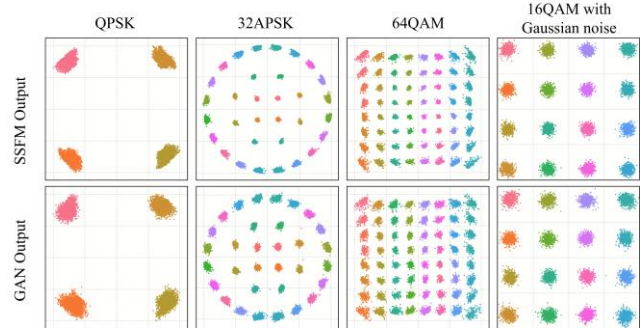 QPSK
32APSK
64QAM
16QAM with
Gaussian noise
SSFM Output
GAN Output